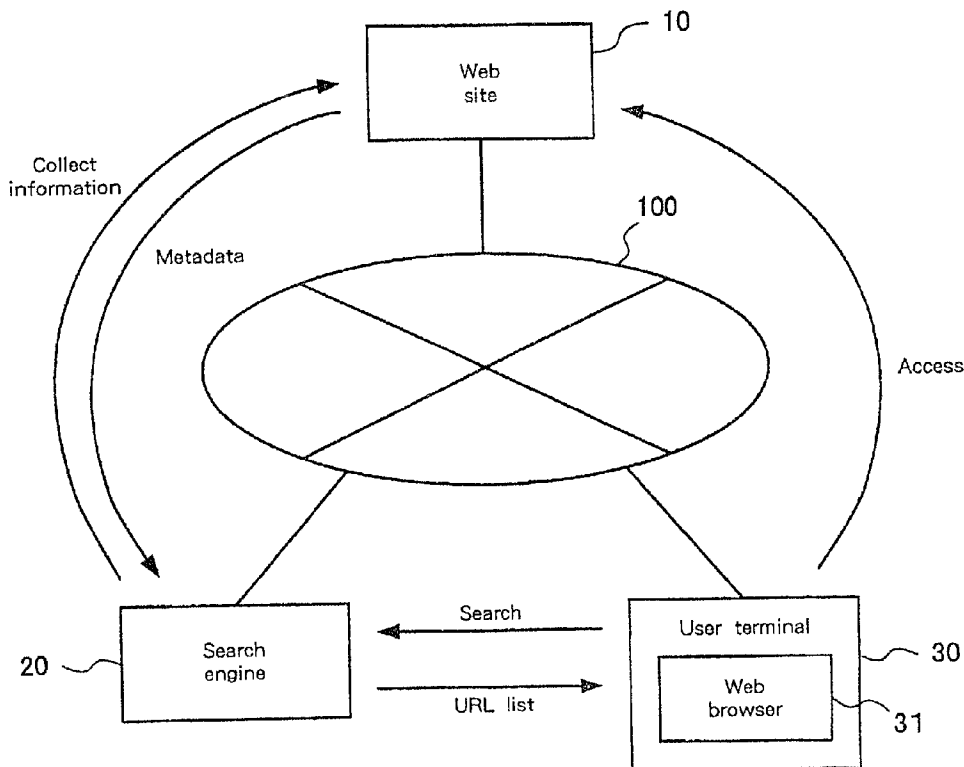 10
Web
site
Collect
information
100
Metadata
Access
Search
User terminal
20
Search
engine
30
URL list
Web
browser
31